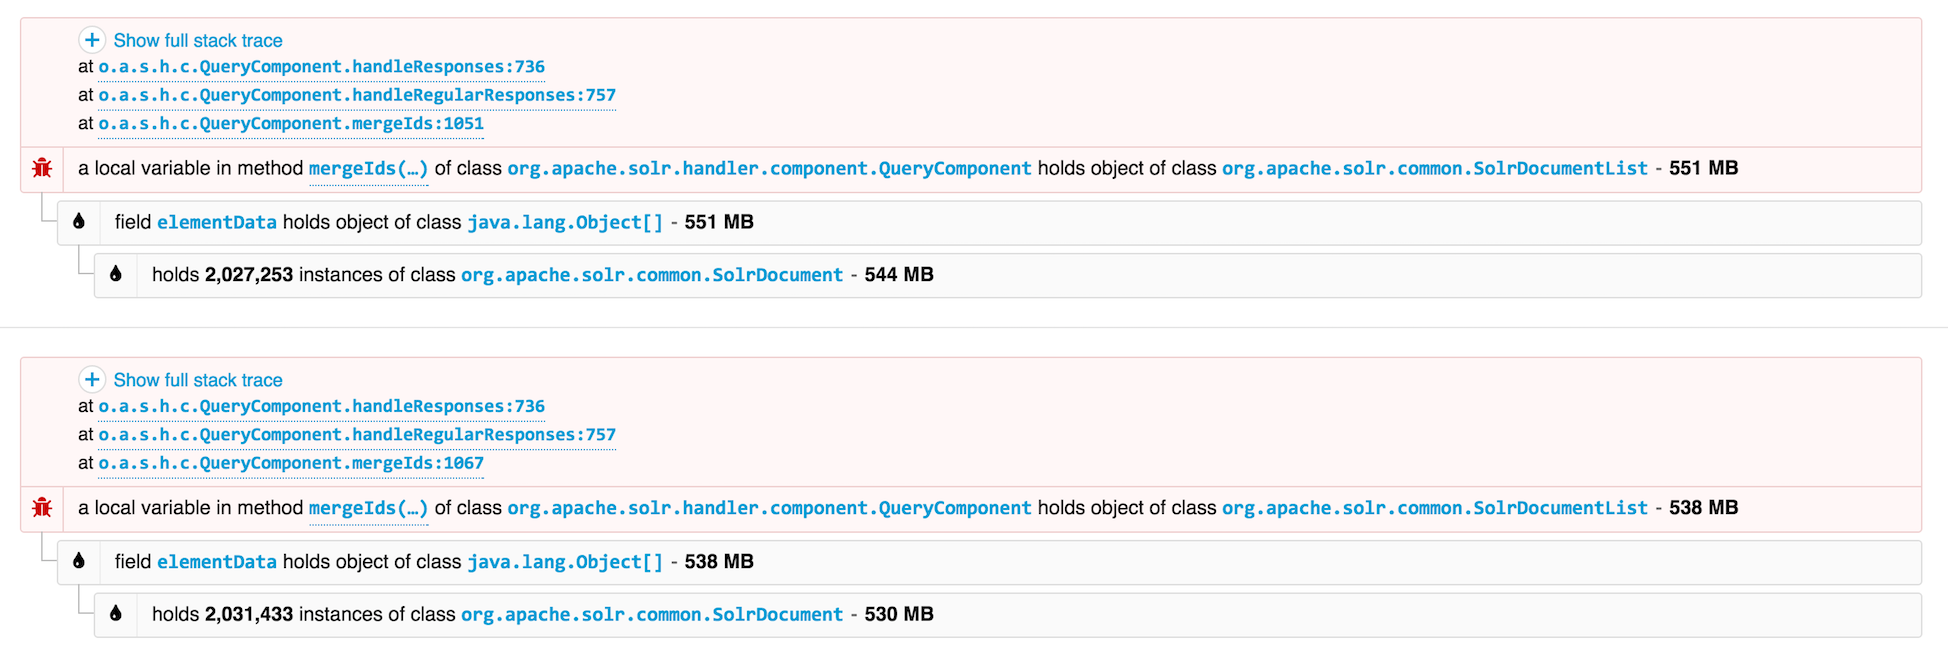 Show full stack trace
at o.a.s.h.c.QueryComponent.handleResponses:736
at o.a.s.h.c.QueryComponent.handleRegularResponses:757
at o.a.s.h.c.QueryComponent.mergeIds:1051
a local variable in method mergeIds(…) of class org.apache.solr.handler.component.QueryComponent holds object of class org.apache.solr.common.SolrDocumentList - 551 MB
field elementData holds object of class java.lang.Object[] - 551 MB
holds 2,027,253 instances of class org.apache.solr.common.SolrDocument - 544 MB
Show full stack trace
at o.a.s.h.c.QueryComponent.handleResponses:736
at o.a.s.h.c.QueryComponent.handleRegularResponses:757
at o.a.s.h.c.QueryComponent.mergeIds:1067
a local variable in method mergeIds(…) of class org.apache.solr.handler.component.QueryComponent holds object of class org.apache.solr.common.SolrDocumentList - 538 MB
field elementData holds object of class java.lang.Object[] - 538 MB
holds 2,031,433 instances of class org.apache.solr.common.SolrDocument - 530 MB